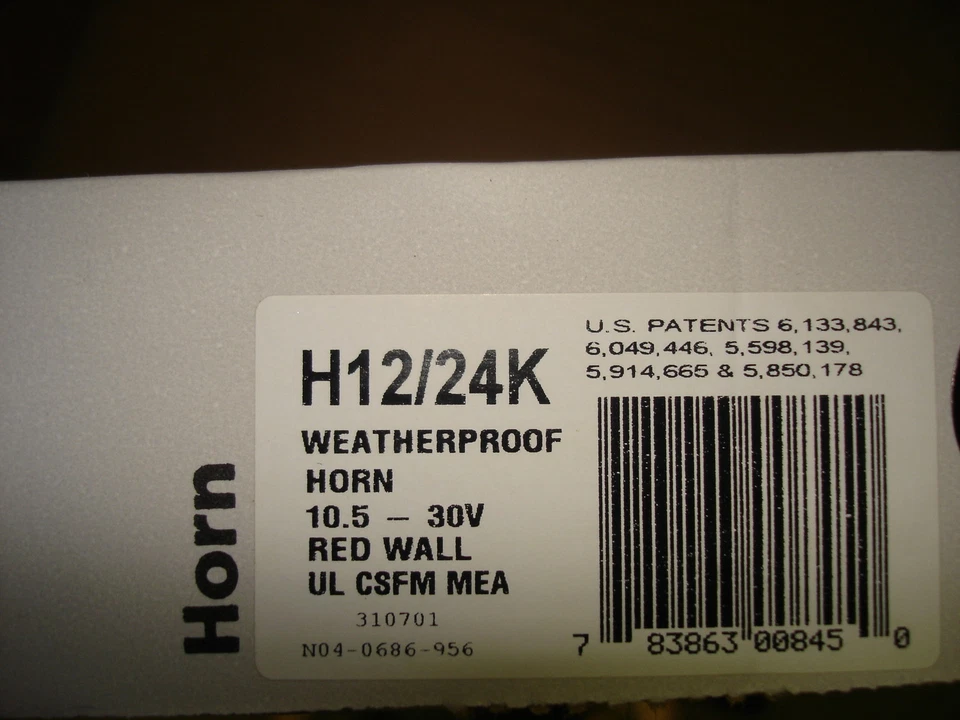 Horn
H12/24K
WEATHERPROOF
HORN
10.5 – 30V
RED WALL
UL CSFM MEA
310701
N04-0686-956
U.S. PATENTS 6,133,843,
6,049,446, 5,598,139,
5,914,665 & 5,850,178
7 83863 00845 0